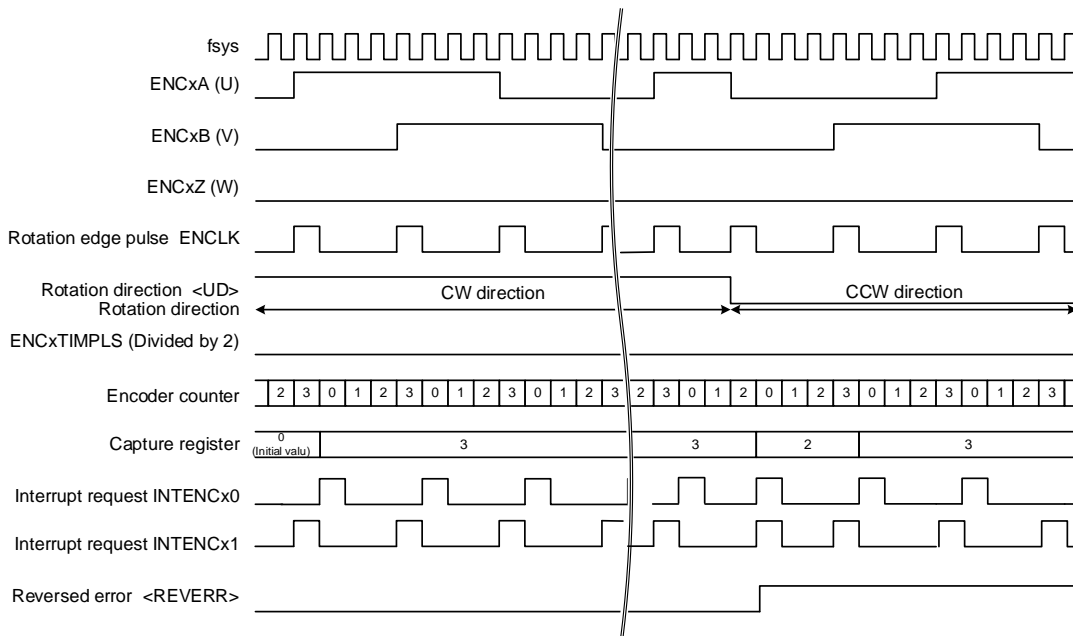 fsys
ENCxA (U)
ENCxB (V)
ENCxZ (W)
Rotation edge pulse ENCLK
Rotation direction <UD>
Rotation direction
CW direction
CCW direction
ENCxTIMPLS (Divided by 2)
Encoder counter 2 3 0 1 2 3 0 1 2 3 0 1 2 3 2 3 0 1 2 0 1 2 3 0 1 2 3 0 1 2 3
Capture register 0 3 3 2 3
(Initial valu)
Interrupt request INTENCx0
Interrupt request INTENCx1
Reversed error <REVERR>